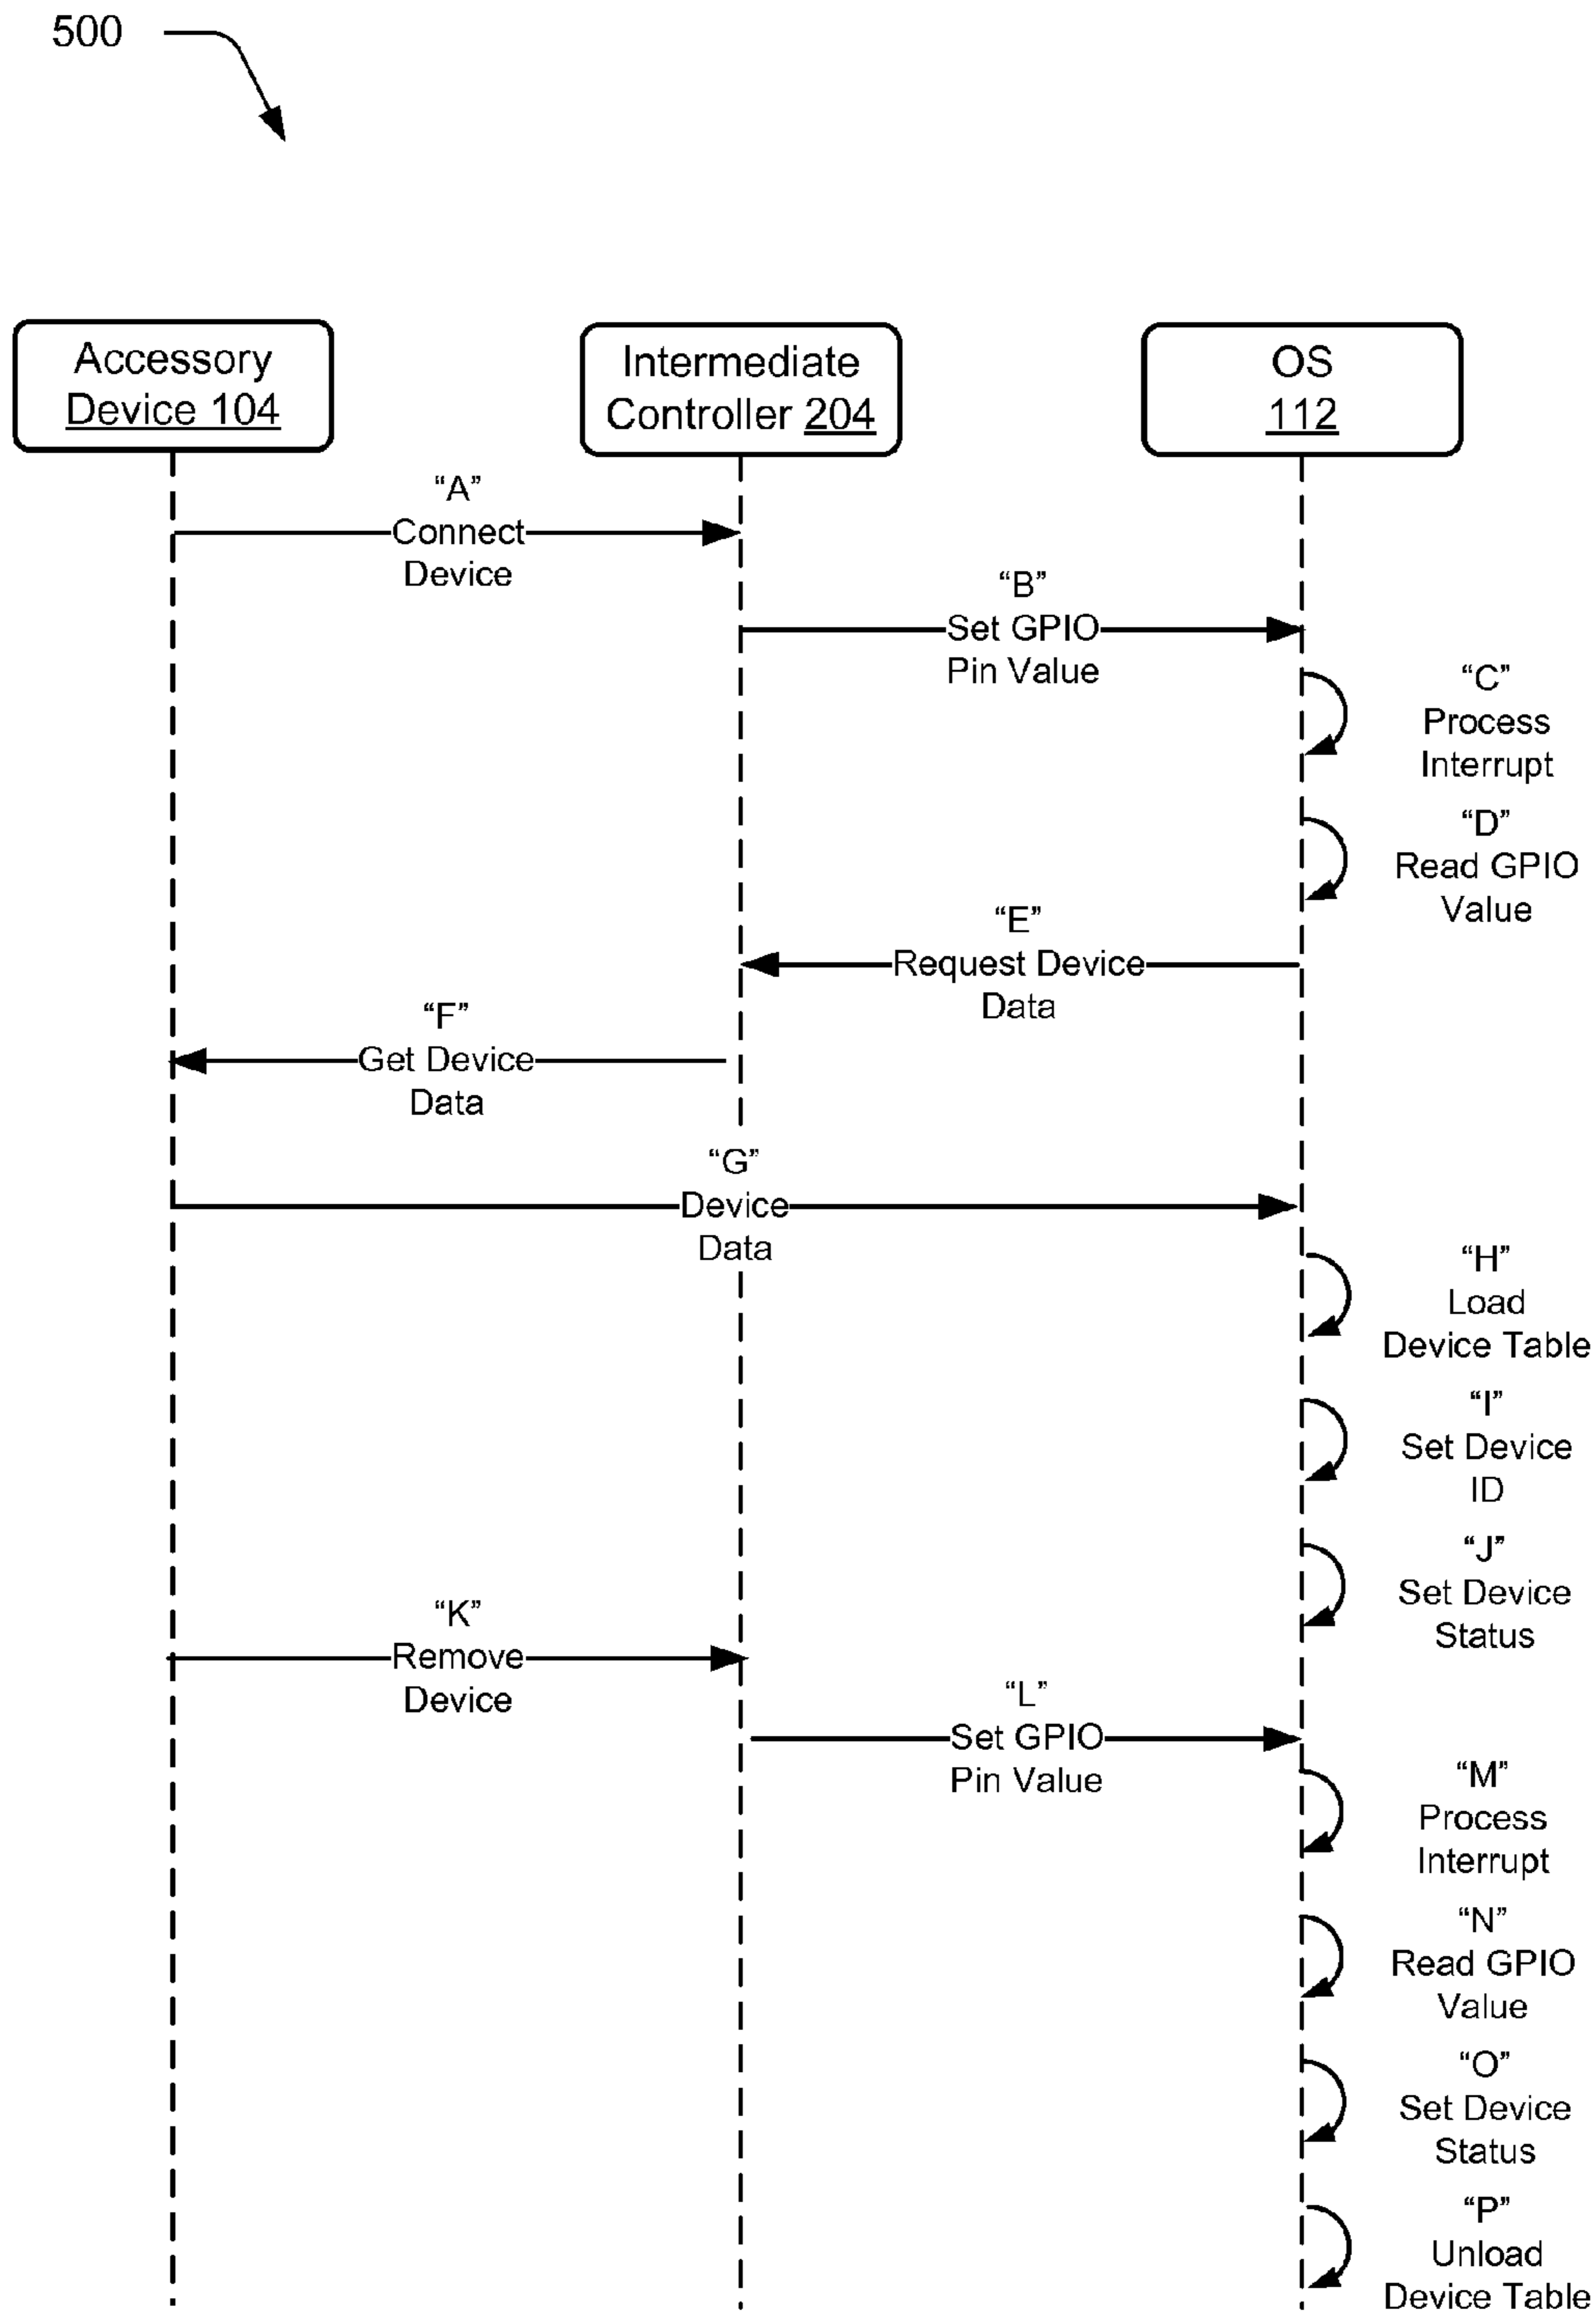 500
Accessory
Device 104
Intermediate
Controller 204
OS
112
“A”
Connect
Device
“B”
Set GPIO
Pin Value
“C”
Process
Interrupt
“D”
Read GPIO
Value
“E”
Request Device
Data
“F”
Get Device
Data
“G”
Device
Data
“H”
Load
Device Table
“I”
Set Device
ID
“J”
Set Device
Status
“K”
Remove
Device
“L”
Set GPIO
Pin Value
“M”
Process
Interrupt
“N”
Read GPIO
Value
“O”
Set Device
Status
“P”
Unload
Device Table